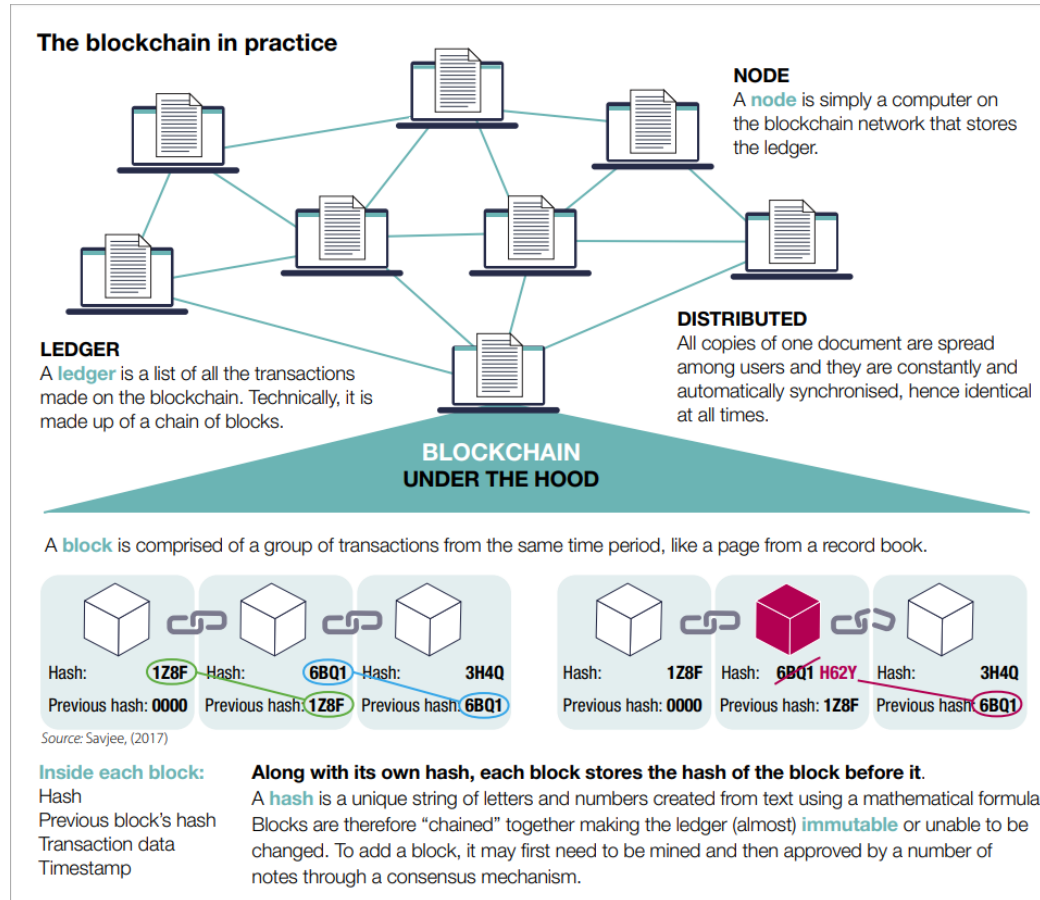 The blockchain in practice
NODE
A node is simply a computer on
the blockchain network that stores
the ledger.
LEDGER
A ledger is a list of all the transactions
made on the blockchain. Technically, it is
made up of a chain of blocks.
DISTRIBUTED
All copies of one document are spread
among users and they are constantly and
automatically synchronised, hence identical
at all times.
BLOCKCHAIN
UNDER THE HOOD
A block is comprised of a group of transactions from the same time period, like a page from a record book.
Hash: 1Z8F
Previous hash: 0000
Hash: 6BQ1
Previous hash: 1Z8F
Hash: 3H4Q
Previous hash: 6BQ1
Hash: 1Z8F
Previous hash: 0000
Hash: 6BQ1 H62Y
Previous hash: 1Z8F
Hash: 3H4Q
Previous hash: 6BQ1
Source: Savjee, (2017)
Inside each block:
Hash
Previous block's hash
Transaction data
Timestamp
Along with its own hash, each block stores the hash of the block before it.
A hash is a unique string of letters and numbers created from text using a mathematical formula
Blocks are therefore “chained” together making the ledger (almost) immutable or unable to be
changed. To add a block, it may first need to be mined and then approved by a number of
notes through a consensus mechanism.